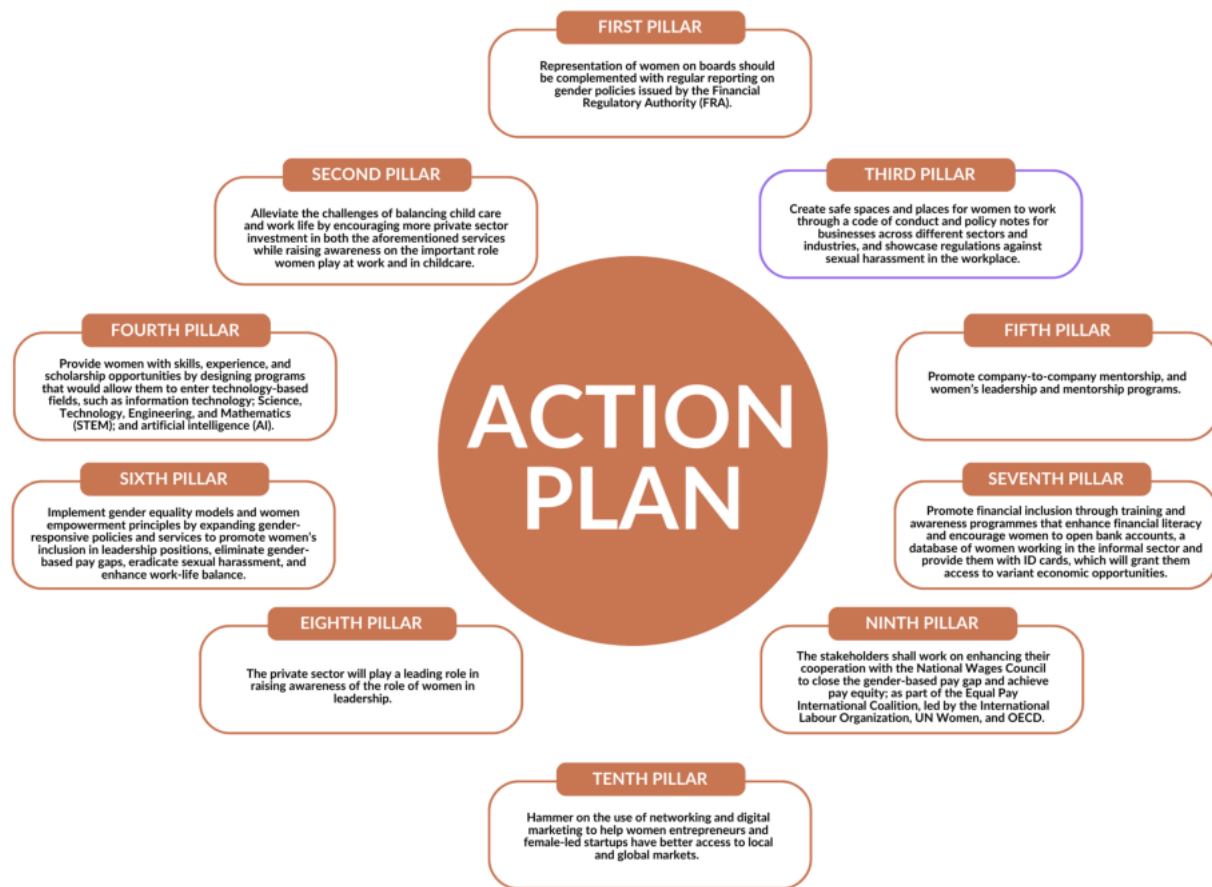 FIRST PILLAR
Representation of women on boards should
be complemented with regular reporting on
gender policies issued by the Financial
Regulatory Authority (FRA).
SECOND PILLAR
Alleviate the challenges of balancing child care
and work life by encouraging more private sector
investment in both the aforementioned services
while raising awareness on the important role
women play at work and in childcare.
THIRD PILLAR
Create safe spaces and places for women to work
through a code of conduct and policy notes for
businesses across different sectors and
industries, and showcase regulations against
sexual harassment in the workplace.
ACTION
PLAN
FOURTH PILLAR
Provide women with skills, experience, and
scholarship opportunities by designing programs
that would allow them to enter technology-based
fields, such as information technology; Science,
Technology, Engineering, and Mathematics
(STEM); and artificial intelligence (AI).
FIFTH PILLAR
Promote company-to-company mentorship, and
women's leadership and mentorship programs.
SIXTH PILLAR
Implement gender equality models and women
empowerment principles by expanding gender-
responsive policies and services to promote women's
inclusion in leadership positions, eliminate gender-
based pay gaps, eradicate sexual harassment, and
enhance work-life balance.
SEVENTH PILLAR
Promote financial inclusion through training and
awareness programmes that enhance financial literacy
and encourage women to open bank accounts, a
database of women working in the informal sector and
provide them with ID cards, which will grant them
access to variant economic opportunities.
EIGHTH PILLAR
The private sector will play a leading role in
raising awareness of the role of women in
leadership.
NINTH PILLAR
The stakeholders shall work on enhancing their
cooperation with the National Wages Council
to close the gender-based pay gap and achieve
pay equity; as part of the Equal Pay
International Coalition, led by the International
Labour Organization, UN Women, and OECD.
TENTH PILLAR
Hammer on the use of networking and digital
marketing to help women entrepreneurs and
female-led startups have better access to local
and global markets.